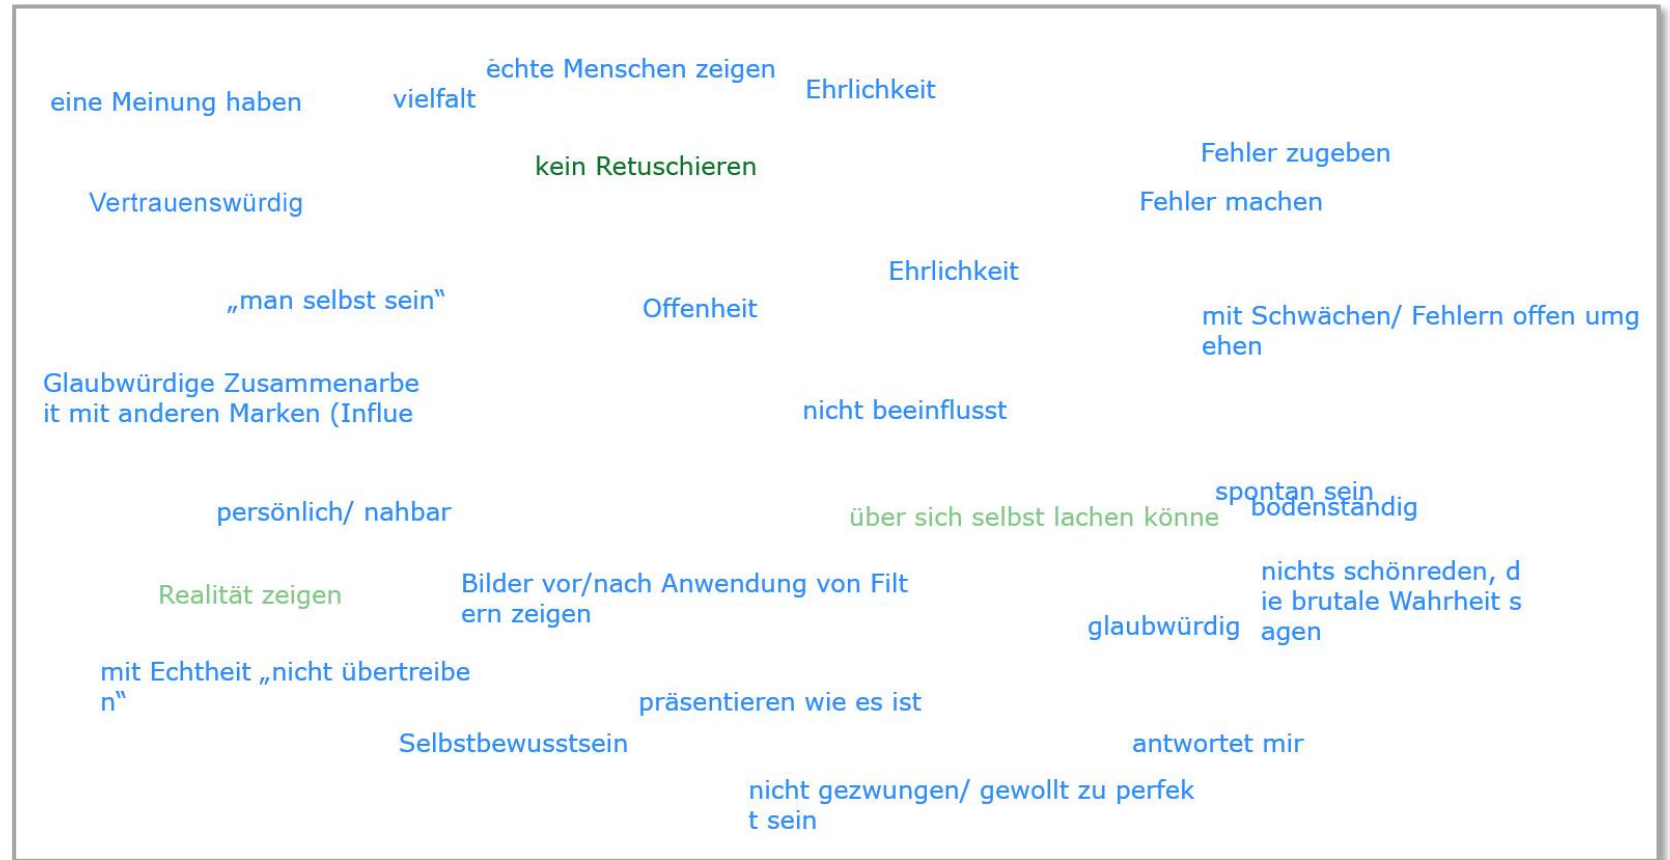 echte Menschen zeigen
Ehrlichkeit
eine Meinung haben
vielfalt
kein Retuschieren
Fehler zugeben
Vertrauenswürdig
Fehler machen
Ehrlichkeit
„man selbst sein“
Offenheit
mit Schwächen/ Fehlern offen umg
ehen
Glaubwürdige Zusammenarbe
it mit anderen Marken (Influe
nicht beeinflusst
spontan sein
bodenständig
persönlich/ nahbar
über sich selbst lachen könne
Realität zeigen
Bilder vor/nach Anwendung von Filt
ern zeigen
nichts schönreden, d
ie brutale Wahrheit s
agen
glaubwürdig
mit Echtheit „nicht übertreibe
n“
präsentieren wie es ist
Selbstbewusstsein
antwortet mir
nicht gezwungen/ gewollt zu perfek
t sein